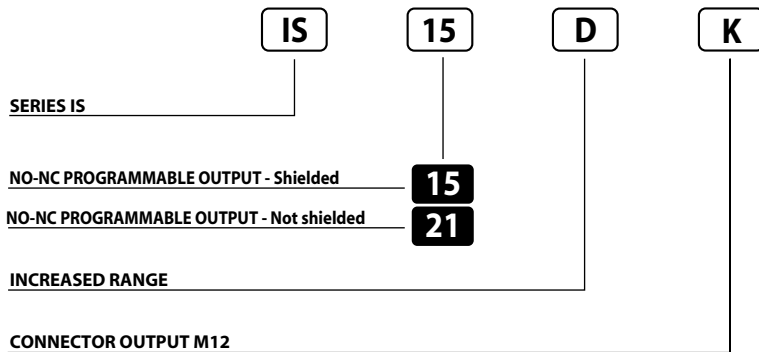 IS 15 D K
SERIES IS
NO-NC PROGRAMMABLE OUTPUT - Shielded 15
NO-NC PROGRAMMABLE OUTPUT - Not shielded 21
INCREASED RANGE
CONNECTOR OUTPUT M12